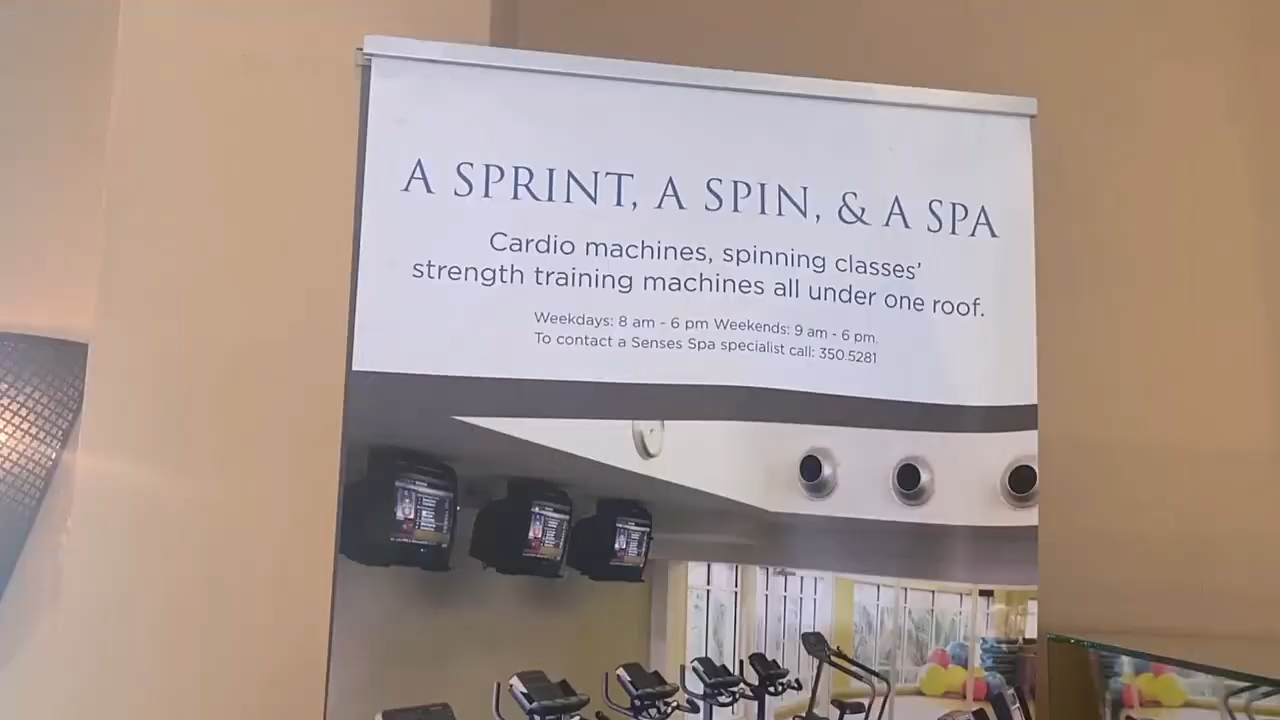 A SPRINT, A SPIN, & A SPA
Cardio machines, spinning classes’
strength training machines all under one roof.
Weekdays: 8 am - 6 pm Weekends: 9 am - 6 pm.
To contact a Senses Spa specialist call: 350.5281